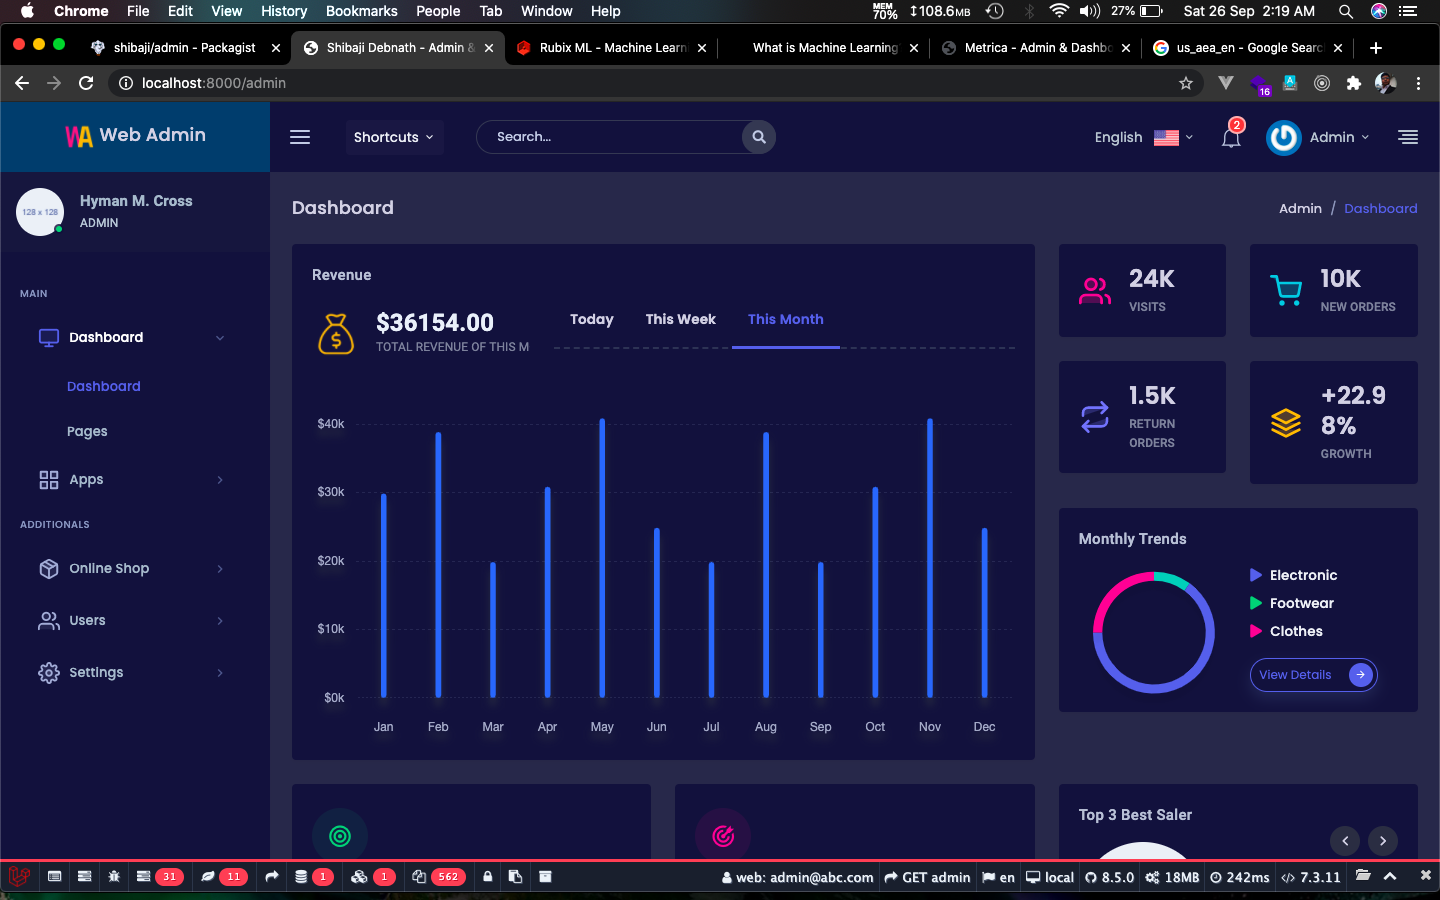 Chrome File Edit View History Bookmarks People Tab Window Help MEM 70% 108.6MB 27% Sat 26 Sep 2:19 AM
shibaji/admin - Packagist Shibaji Debnath - Admin & Rubix ML - Machine Learni What is Machine Learning Metrica - Admin & Dashbo us_aea_en - Google Searc
localhost:8000/admin 16
WA Web Admin Shortcuts Search... English 2 Admin
128 x 128 Hyman M. Cross
ADMIN
Dashboard Admin / Dashboard
MAIN
Dashboard
Dashboard
Pages
Apps
ADDITIONALS
Online Shop
Users
Settings
Revenue
$36154.00
TOTAL REVENUE OF THIS M
Today This Week This Month
$40k
$30k
$20k
$10k
$0k
Jan Feb Mar Apr May Jun Jul Aug Sep Oct Nov Dec
24K
VISITS
10K
NEW ORDERS
1.5K
RETURN
ORDERS
+22.9
8%
GROWTH
Monthly Trends
Electronic
Footwear
Clothes
View Details
Top 3 Best Saler
31 11 1 1 562 web: admin@abc.com GET admin en local 8.5.0 18MB 242ms 7.3.11